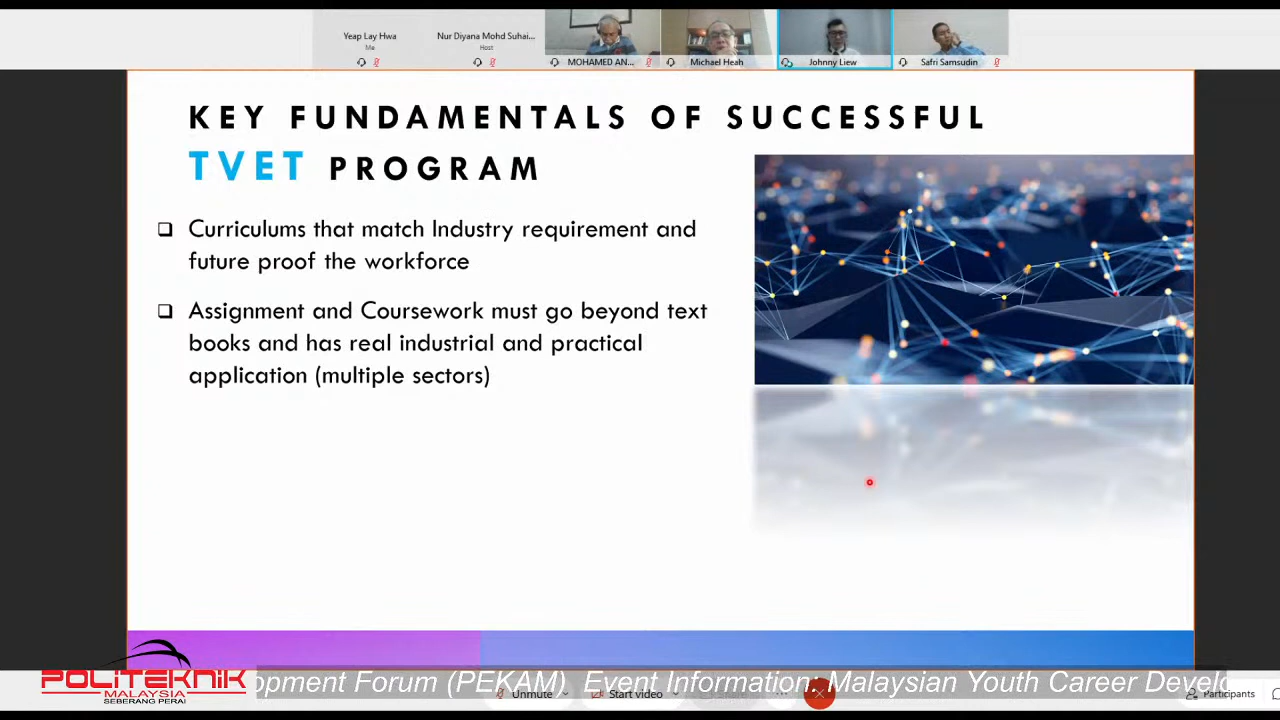 Yeap Lay Hwa
Me
Nur Diyana Mohd Suhai...
Host
MOHAMED AN...
Michael Heah
Johnny Liew
Safri Samsudin
KEY FUNDAMENTALS OF SUCCESSFUL
TVET PROGRAM
Curriculums that match Industry requirement and
future proof the workforce
Assignment and Coursework must go beyond text
books and has real industrial and practical
application (multiple sectors)
POLITEKNIK
MALAYSIA
SEBERANG PERAI
opment Forum (PEKAM) Event Information: Malaysian Youth Career Develo
Unmute
Start video
Participants